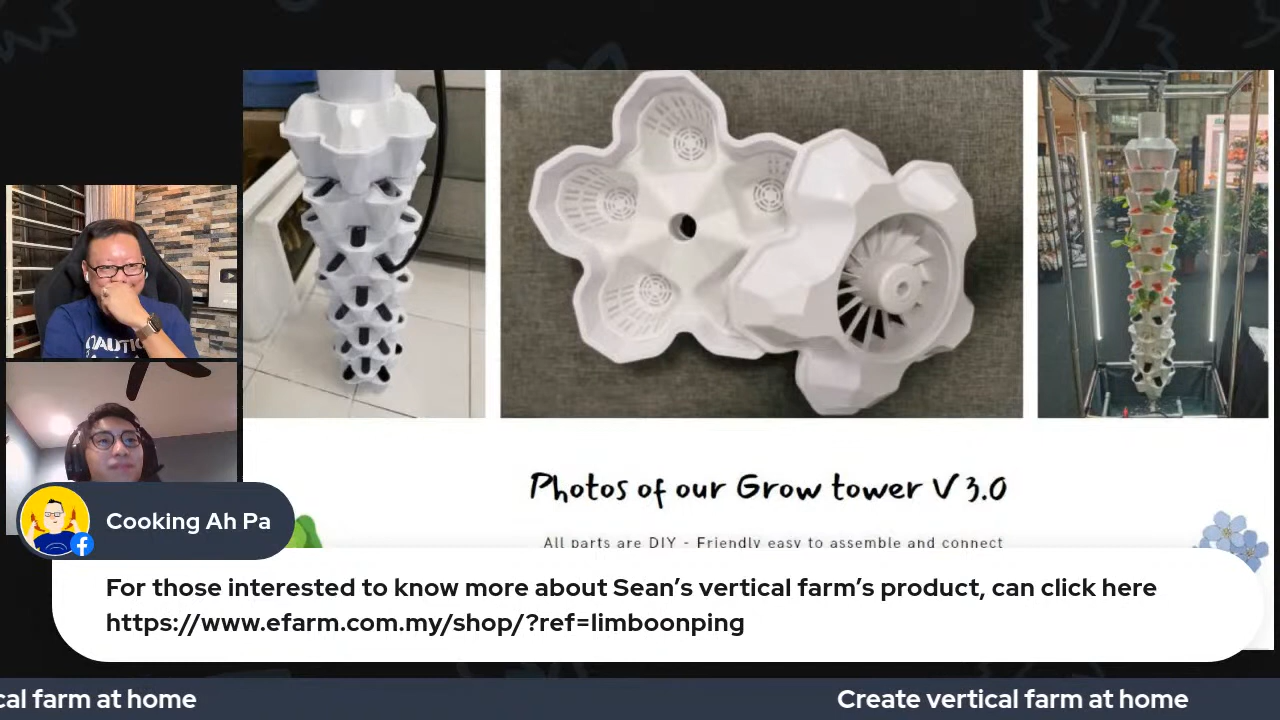 CAUTIO
Photos of our Grow tower V 3.0
All parts are DIY - Friendly easy to assemble and connect
Cooking Ah Pa
For those interested to know more about Sean’s vertical farm’s product, can click here
https://www.efarm.com.my/shop/?ref=limboonping
cal farm at home
Create vertical farm at home